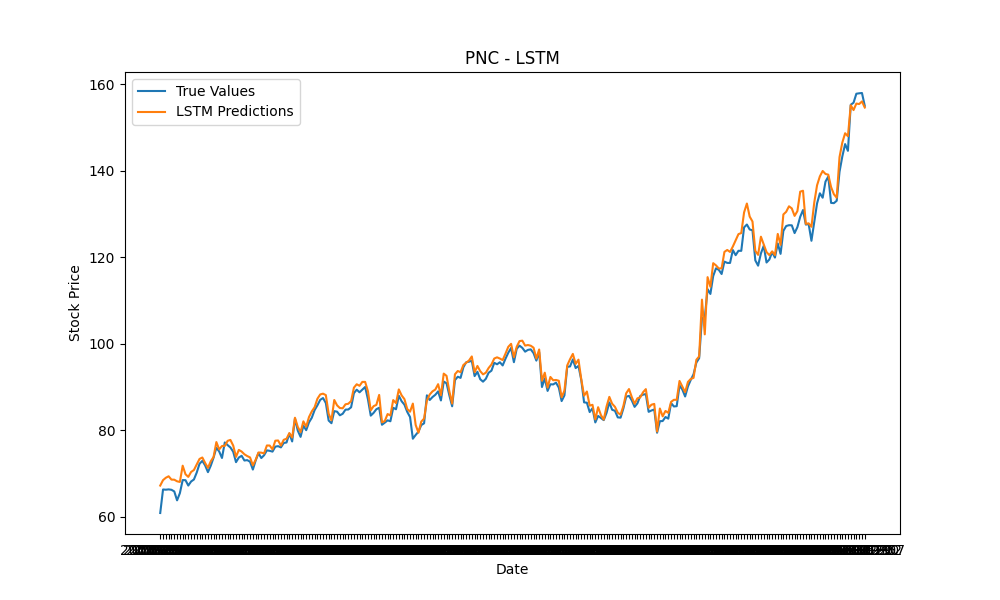 PNC - LSTM
True Values
LSTM Predictions
Stock Price
160
140
120
100
80
60
Date